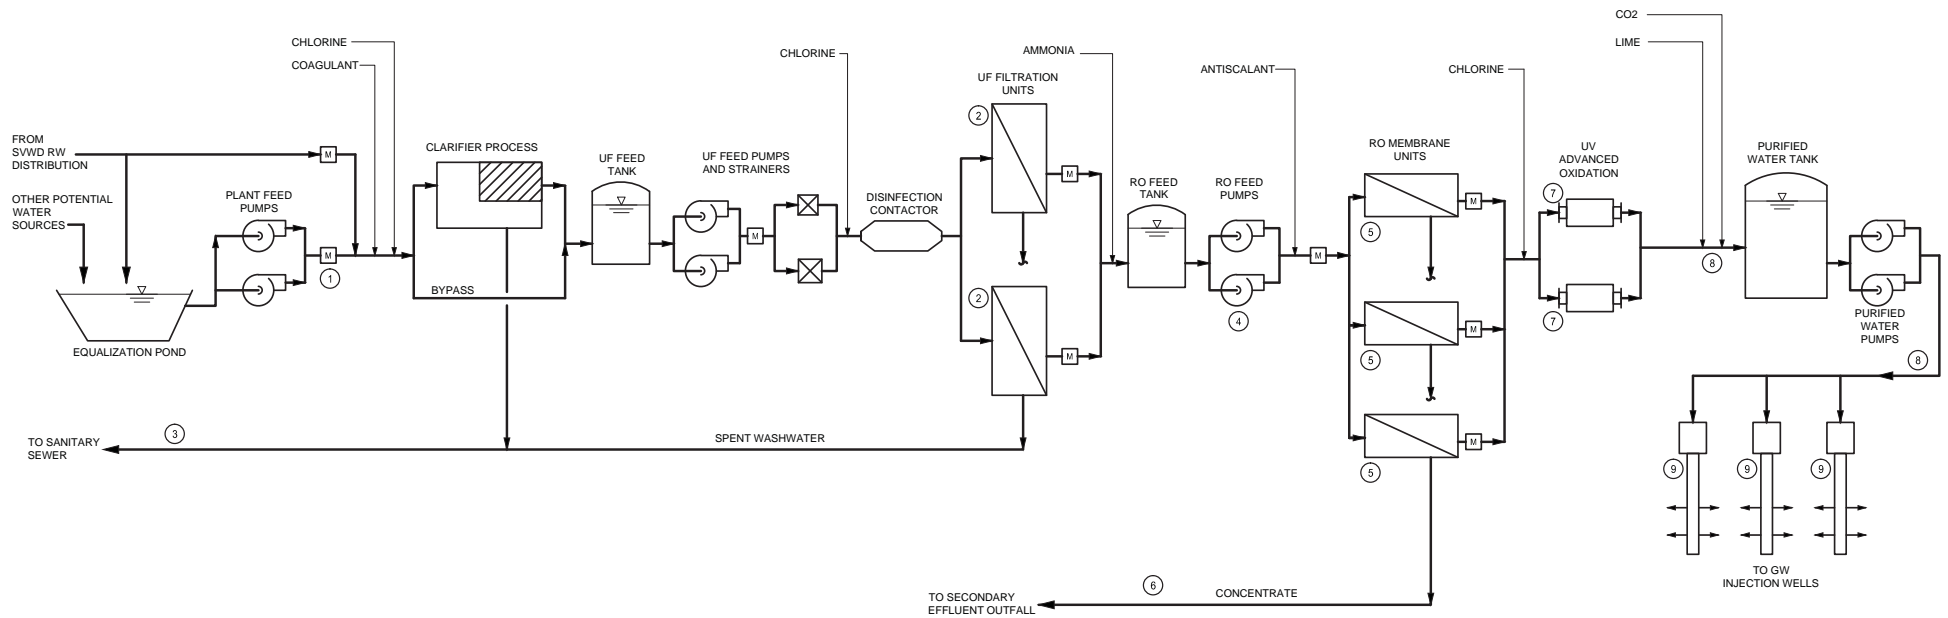 CO2
LIME
CHLORINE
COAGULANT
CHLORINE
AMMONIA
ANTISCALANT
CHLORINE
UF FILTRATION
UNITS
FROM
SVWD RW
DISTRIBUTION
M
CLARIFIER PROCESS
UF FEED
TANK
UF FEED PUMPS
AND STRAINERS
2
M
RO MEMBRANE
UNITS
UV
ADVANCED
OXIDATION
PURIFIED
WATER TANK
OTHER POTENTIAL
WATER
SOURCES
PLANT FEED
PUMPS
DISINFECTION
CONTACTOR
RO FEED
TANK
RO FEED
PUMPS
M
7
5
M
1
M
M
8
BYPASS
2
4
M
5
7
EQUALIZATION POND
M
5
PURIFIED
WATER
PUMPS
8
M
5
TO SANITARY
SEWER
3
SPENT WASHWATER
9
9
9
TO SECONDARY
EFFLUENT OUTFALL
6
CONCENTRATE
TO GW
INJECTION WELLS